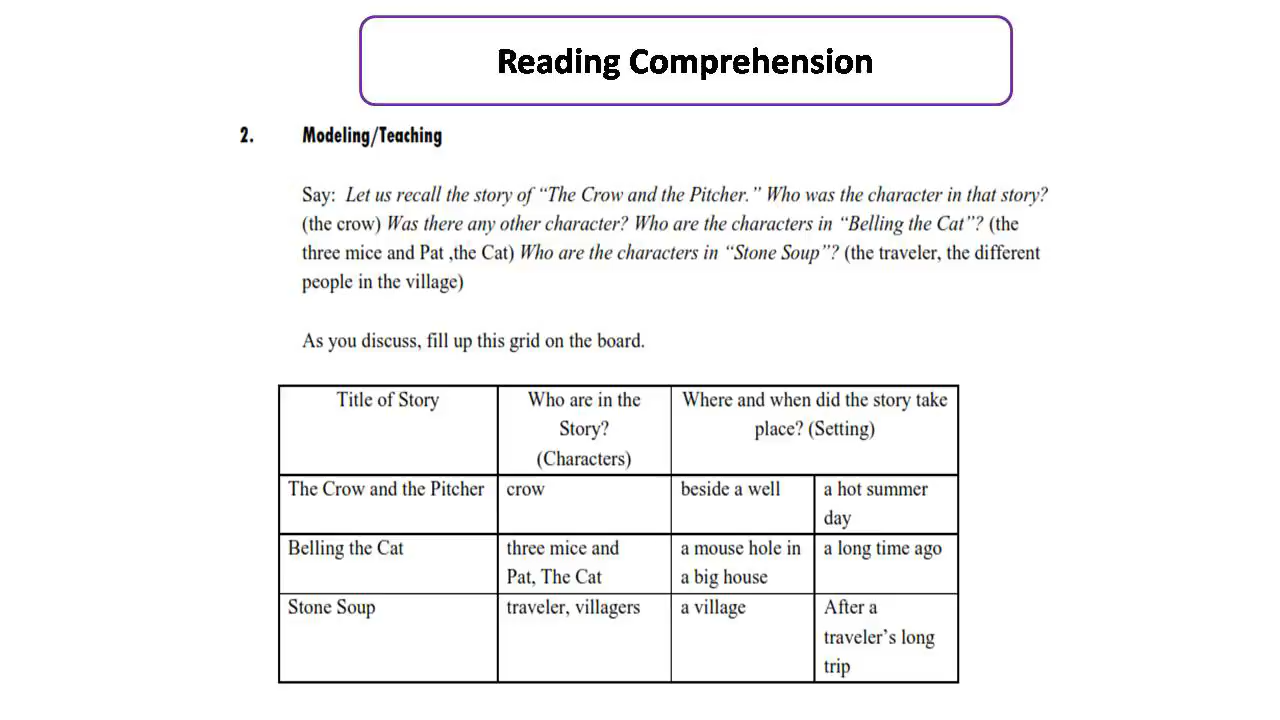 Reading Comprehension
2. Modeling/Teaching
Say: Let us recall the story of “The Crow and the Pitcher.” Who was the character in that story?
(the crow) Was there any other character? Who are the characters in “Belling the Cat”? (the
three mice and Pat ,the Cat) Who are the characters in “Stone Soup”? (the traveler, the different
people in the village)
As you discuss, fill up this grid on the board.
Title of Story
Who are in the
Story?
(Characters)
Where and when did the story take
place? (Setting)
The Crow and the Pitcher
crow
beside a well
a hot summer
day
Belling the Cat
three mice and
Pat, The Cat
a mouse hole in
a big house
a long time ago
Stone Soup
traveler, villagers
a village
After a
traveler’s long
trip